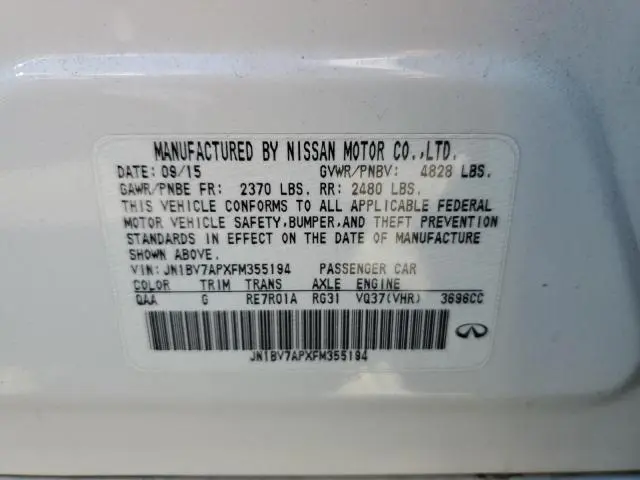 MANUFACTURED BY NISSAN MOTOR CO.,LTD.
DATE: 09/15 GVWR/PNBV: 4828 LBS.
GAWR/PNBE FR: 2370 LBS. RR: 2480 LBS.
THIS VEHICLE CONFORMS TO ALL APPLICABLE FEDERAL
MOTOR VEHICLE SAFETY,BUMPER,AND THEFT PREVENTION
STANDARDS IN EFFECT ON THE DATE OF MANUFACTURE
SHOWN ABOVE.
VIN: JN1BV7APXFM355194 PASSENGER CAR
COLOR TRIM TRANS AXLE ENGINE
QAA G RE7R01A RG31 VQ37(VHR) 3696CC
JN1BV7APXFM355194